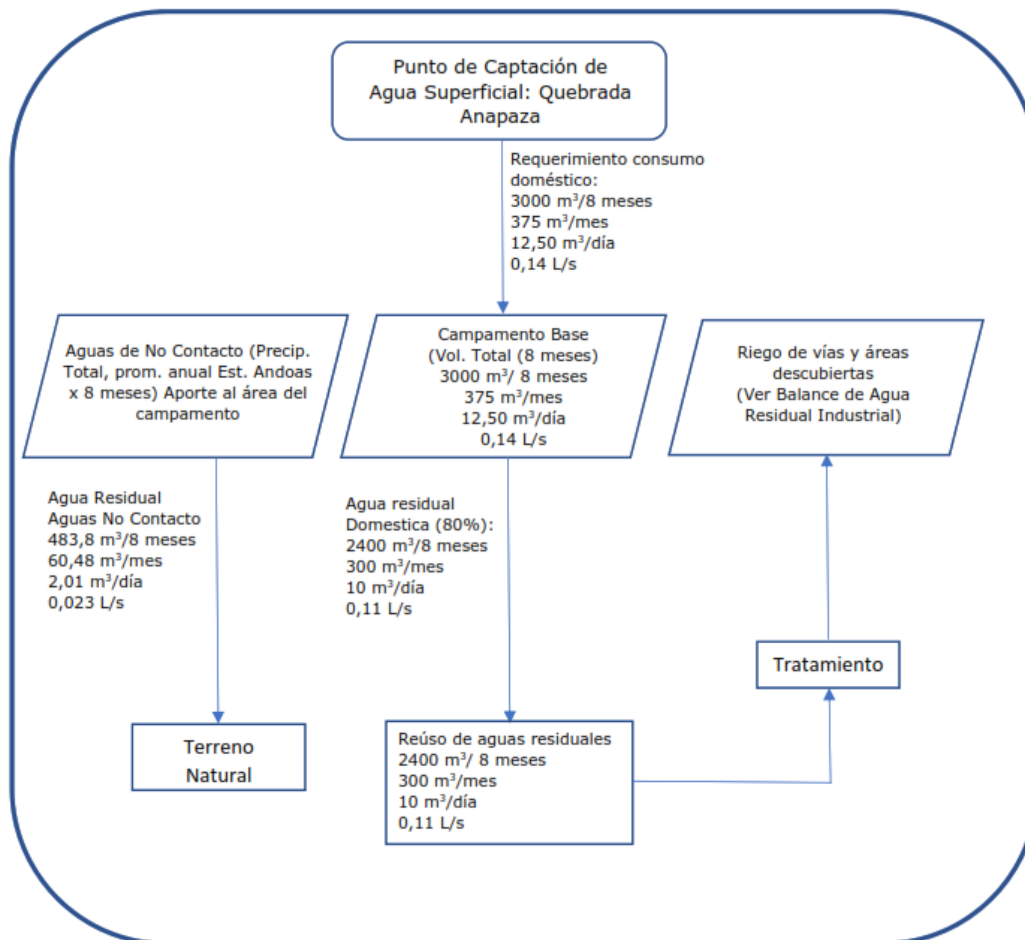 Punto de Captación de
Agua Superficial: Quebrada
Anapaza
Requerimiento consumo
doméstico:
3000 m³/8 meses
375 m³/mes
12,50 m³/día
0,14 L/s
Aguas de No Contacto (Precip.
Total, prom. anual Est. Andoas
x 8 meses) Aporte al área del
campamento
Campamento Base
(Vol. Total (8 meses)
3000 m³/ 8 meses
375 m³/mes
12,50 m³/día
0,14 L/s
Riego de vías y áreas
descubiertas
(Ver Balance de Agua
Residual Industrial)
Agua Residual
Aguas No Contacto
483,8 m³/8 meses
60,48 m³/mes
2,01 m³/día
0,023 L/s
Agua residual
Domestica (80%):
2400 m³/8 meses
300 m³/mes
10 m³/día
0,11 L/s
Tratamiento
Terreno
Natural
Reúso de aguas residuales
2400 m³/ 8 meses
300 m³/mes
10 m³/día
0,11 L/s